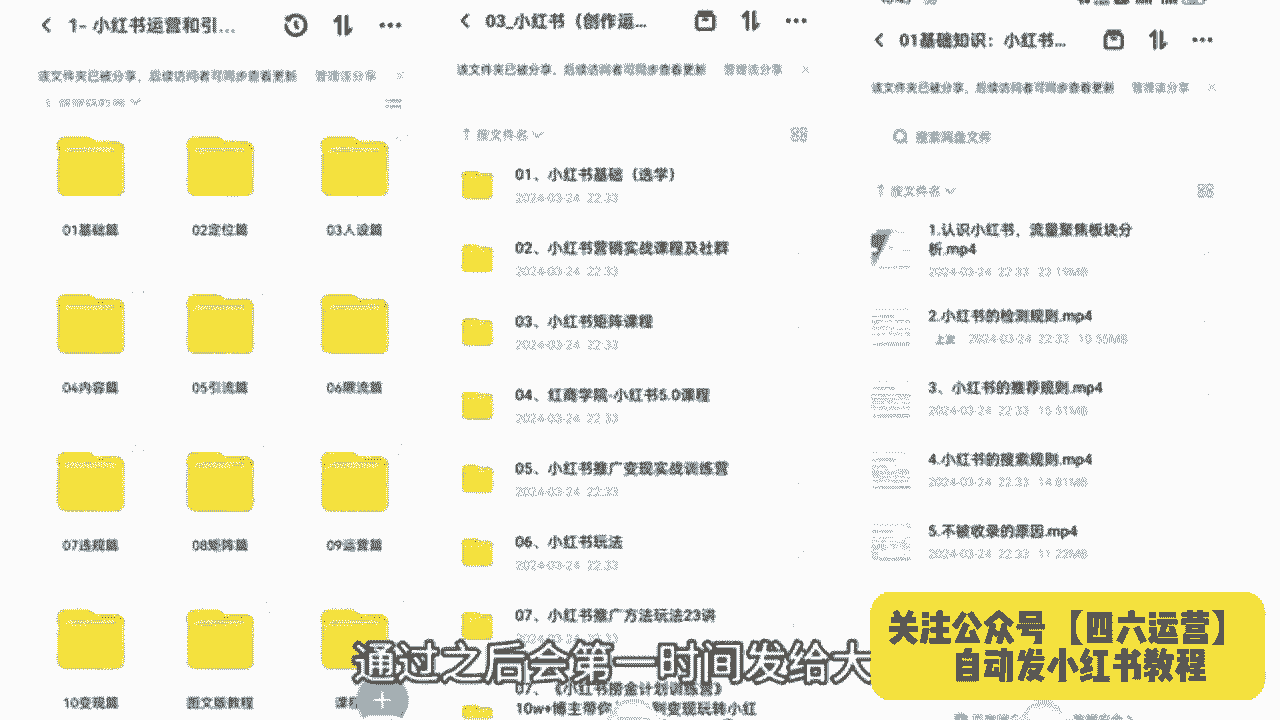 1- 小红书运营和引...
该文件夹已被分享，后续访问者可同步查看更新 管理该分享 ×
01基础篇
02定位篇
03人设篇
04内容篇
05引流篇
06限流篇
07违规篇
08矩阵篇
09运营篇
10变现篇
图文版教程
03_小红书（创作运...
该文件夹已被分享，后续访问者可同步查看更新 管理该分享 ×
按文件名
01、小红书基础（选学）
2024-03-24 22:33
02、小红书营销实战课程及社群
2024-03-24 22:33
03、小红书矩阵课程
2024-03-24 22:33
04、红商学院-小红书5.0课程
2024-03-24 22:33
05、小红书推广变现实战训练营
2024-03-24 22:33
06、小红书玩法
2024-03-24 22:33
07、小红书推广方法玩法23讲
07、《小红书掘金计划训练营》
10w+博主带你 变现玩转小红
01基础知识：小红书...
该文件夹已被分享，后续访问者可同步查看更新 管理该分享 ×
搜索网盘文件
按文件名
1.认识小红书，流量聚焦板块分
析.mp4
2024-03-24 22:33 23.19MB
2.小红书的检测规则.mp4
上次 2024-03-24 22:33 10.55MB
3、小红书的推荐规则.mp4
2024-03-24 22:33
4.小红书的搜索规则.mp4
2024-03-24 22:33 14.81MB
5.不被收录的原因.mp4
2024-03-24 22:33 11.23MB
通过之后会第一时间发给大
关注公众号【四六运营】
自动发小红书教程